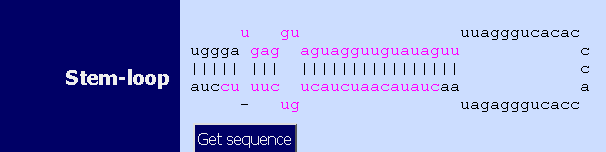 u   gu                uuagggucacac
uggga gag  aguagguuguauaguu            c
Stem-loop
||||| |||  ||||||||||||||||            c
auccu uuc  ucaucuaacauaucaa            a
     -   ug                uagagggucacc
Get sequence